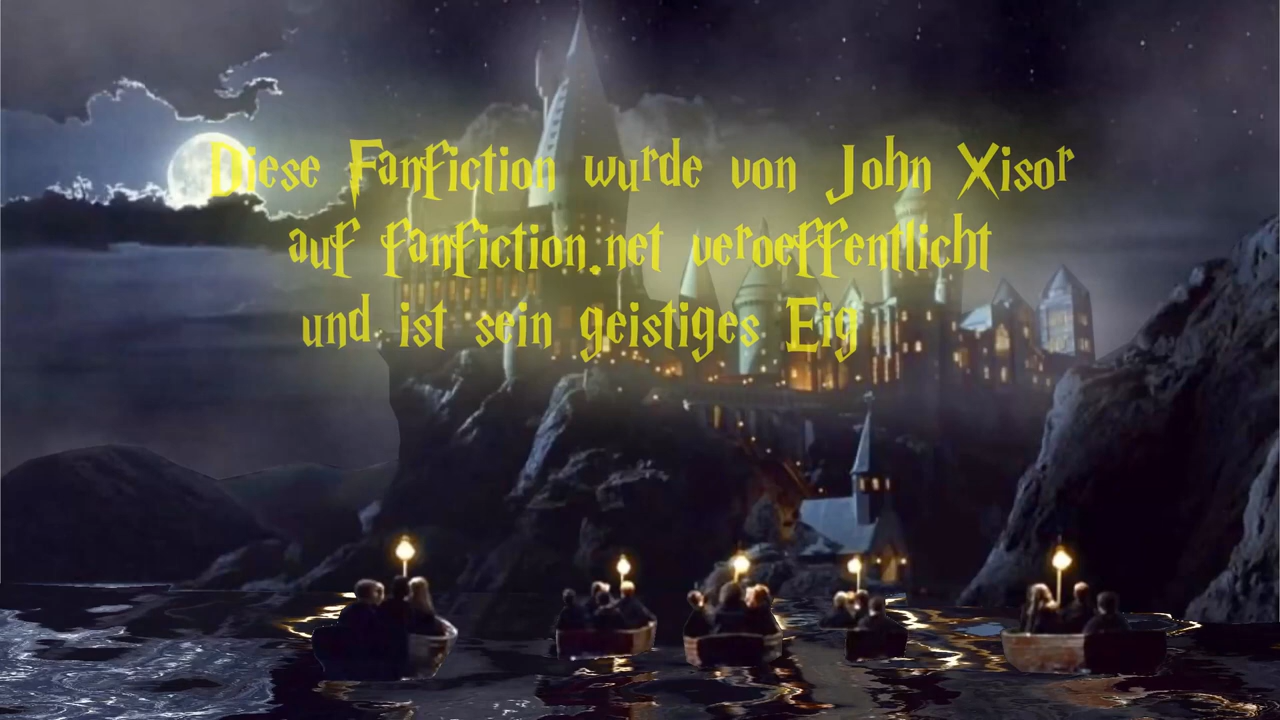 Diese Fanfiction wurde von John Xisor
auf fanfiction.net veroeffentlicht
und ist sein geistiges Eig